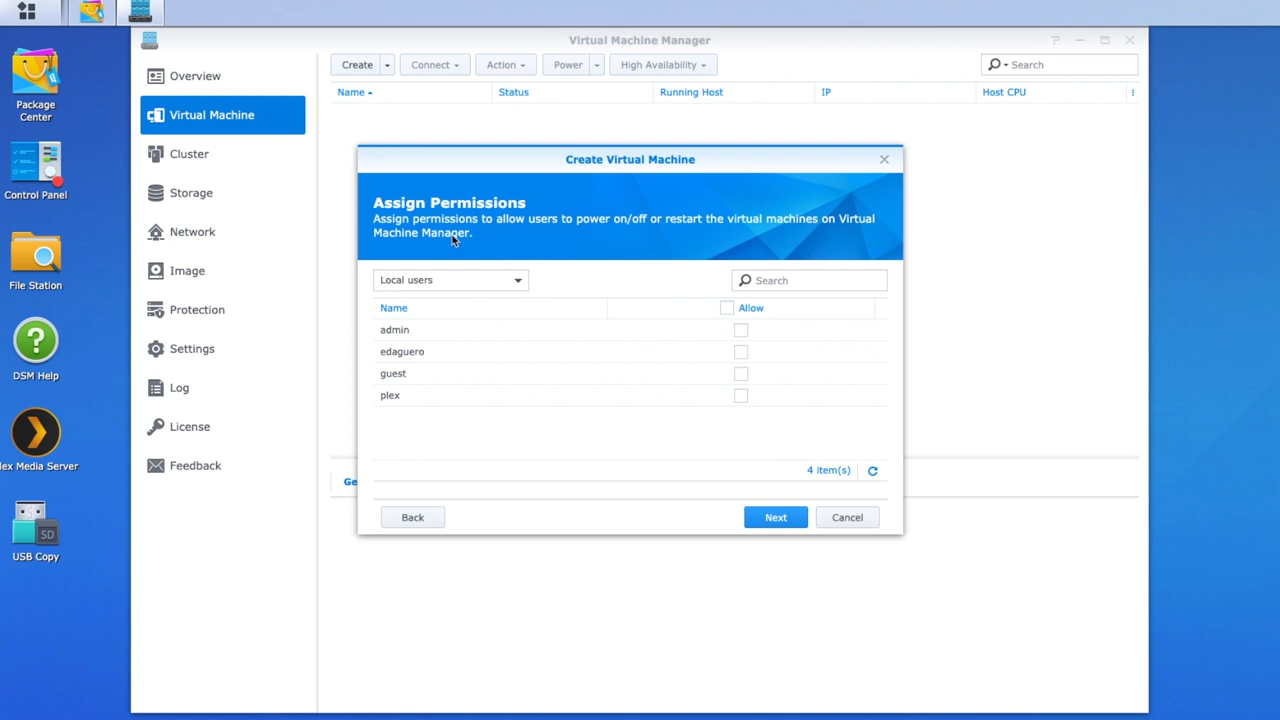 Virtual Machine Manager
Package
Center
Control Panel
File Station
DSM Help
lex Media Server
SD
USB Copy
Overview
Virtual Machine
Cluster
Storage
Network
Image
Protection
Settings
Log
License
Feedback
Create
Connect
Action
Power
High Availability
Search
Name
Status
Running Host
IP
Host CPU
Ge
Create Virtual Machine
Assign Permissions
Assign permissions to allow users to power on/off or restart the virtual machines on Virtual
Machine Manager.
Local users
Search
Name
Allow
admin
edaguero
guest
plex
4 item(s)
Back
Next
Cancel